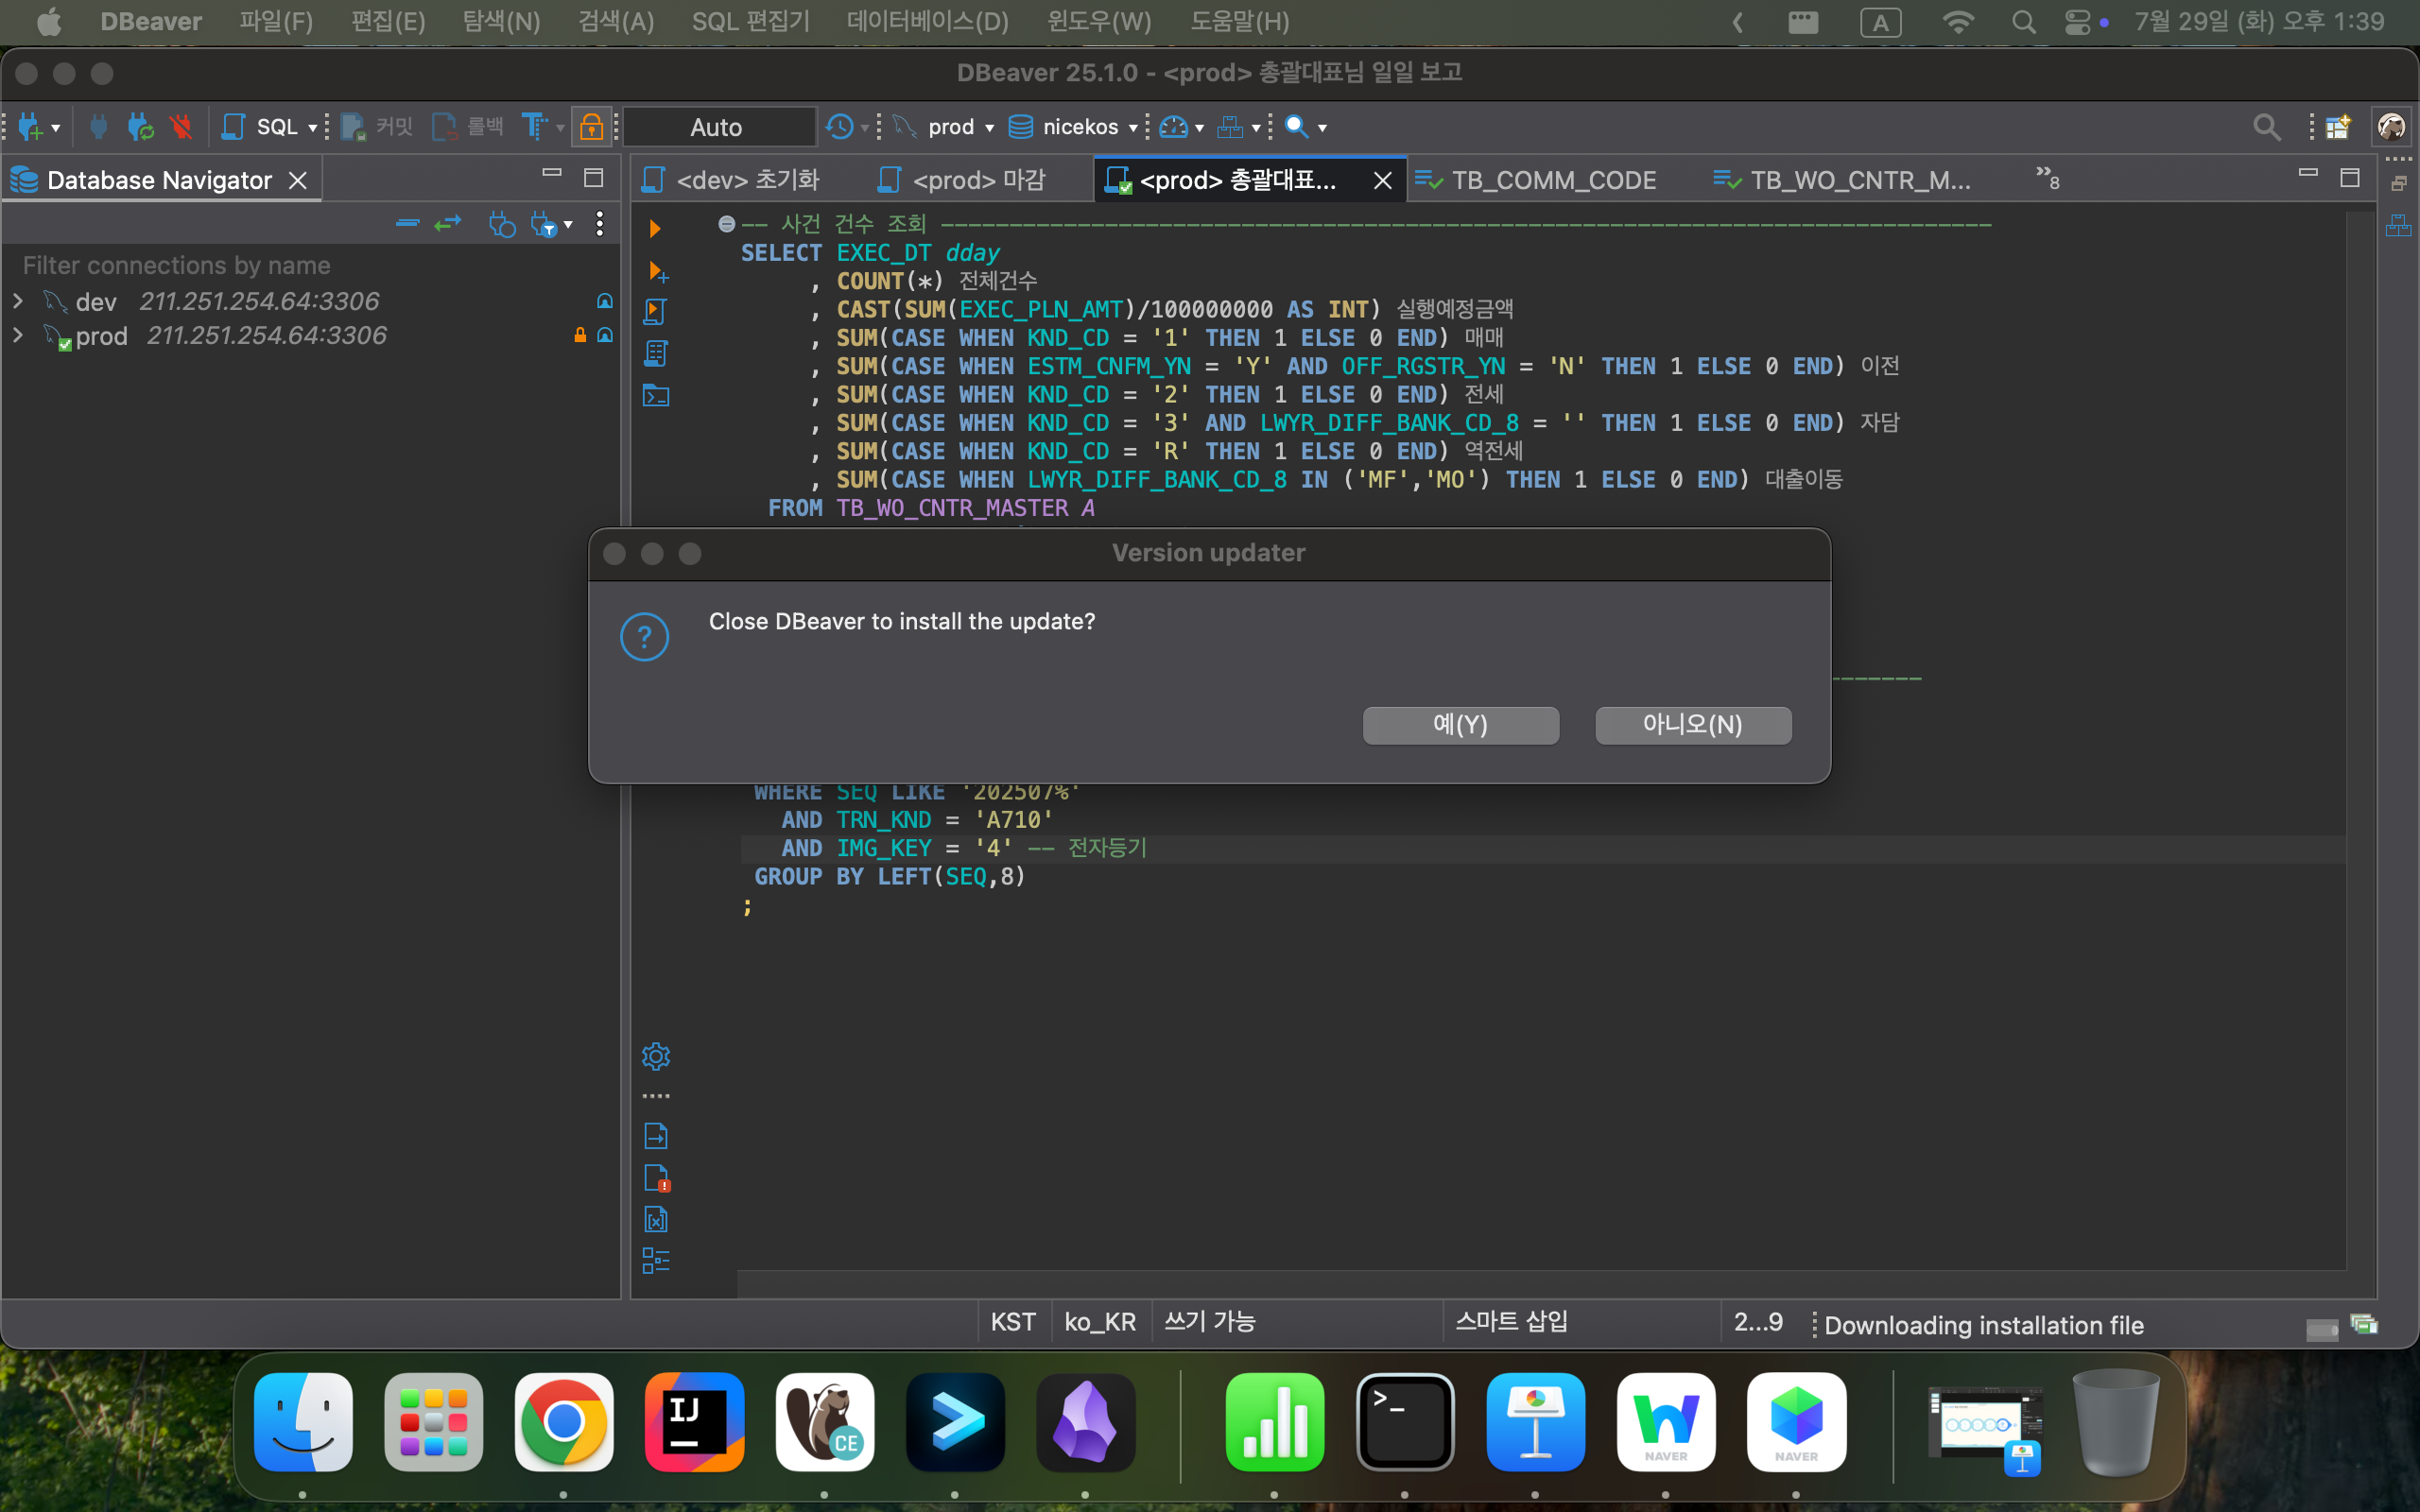 DBeaver 파일(F) 편집(E) 탐색(N) 검색(A) SQL 편집기 데이터베이스(D) 윈도우(W) 도움말(H) A 7월 29일 (화) 오후 1:39
DBeaver 25.1.0 - <prod> 총괄대표님 일일 보고
SQL 커밋 롤백 T Auto prod nicekos
Database Navigator
<dev> 초기화 <prod> 마감 <prod> 총괄대표... TB_COMM_CODE TB_WO_CNTR_M... »8
Filter connections by name
dev 211.251.254.64:3306
prod 211.251.254.64:3306
-- 사건 건수 조회 -----------------------------------------------------------------------------
SELECT EXEC_DT dday
, COUNT(*) 전체건수
, CAST(SUM(EXEC_PLN_AMT)/100000000 AS INT) 실행예정금액
, SUM(CASE WHEN KND_CD = '1' THEN 1 ELSE 0 END) 매매
, SUM(CASE WHEN ESTM_CNFM_YN = 'Y' AND OFF_RGSTR_YN = 'N' THEN 1 ELSE 0 END) 이전
, SUM(CASE WHEN KND_CD = '2' THEN 1 ELSE 0 END) 전세
, SUM(CASE WHEN KND_CD = '3' AND LWYR_DIFF_BANK_CD_8 = '' THEN 1 ELSE 0 END) 자담
, SUM(CASE WHEN KND_CD = 'R' THEN 1 ELSE 0 END) 역전세
, SUM(CASE WHEN LWYR_DIFF_BANK_CD_8 IN ('MF','MO') THEN 1 ELSE 0 END) 대출이동
FROM TB_WO_CNTR_MASTER A
Version updater
Close DBeaver to install the update?
예(Y) 아니오(N)
WHERE SEQ LIKE '202507%'
AND TRN_KND = 'A710'
AND IMG_KEY = '4' -- 전자등기
GROUP BY LEFT(SEQ,8)
;
KST ko_KR 쓰기 가능 스마트 삽입 2...9 Downloading installation file
IJ
CE
NAVER
NAVER